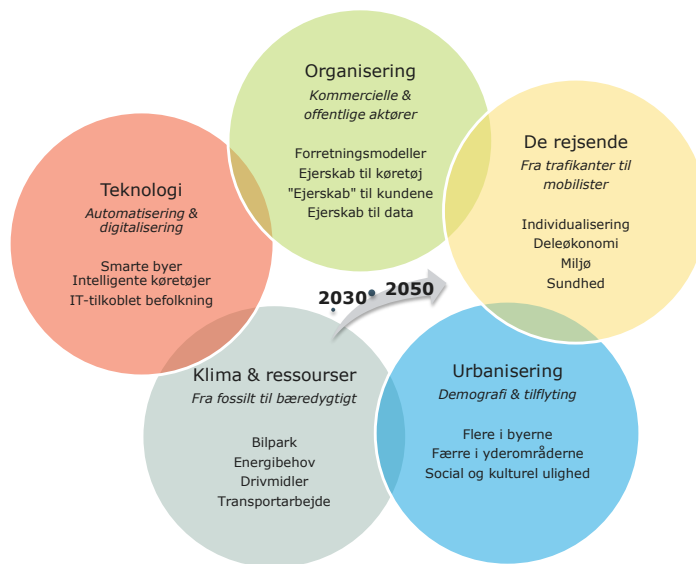 Organisering
Kommercielle &
offentlige aktører
Forretningsmodeller
Ejerskab til køretøj
"Ejerskab" til kundene
Ejerskab til data
De rejsende
Fra trafikanter til
mobilister
Individualisering
Deleøkonomi
Miljø
Sundhed
Teknologi
Automatisering &
digitalisering
Smarte byer
Intelligente køretøjer
IT-tilkoblet befolkning
2030
2050
Klima & ressourser
Fra fossilt til bæredygtigt
Bilpark
Energibehov
Drivmidler
Transportarbejde
Urbanisering
Demografi & tilflyting
Flere i byerne
Færre i yderområderne
Social og kulturel ulighed